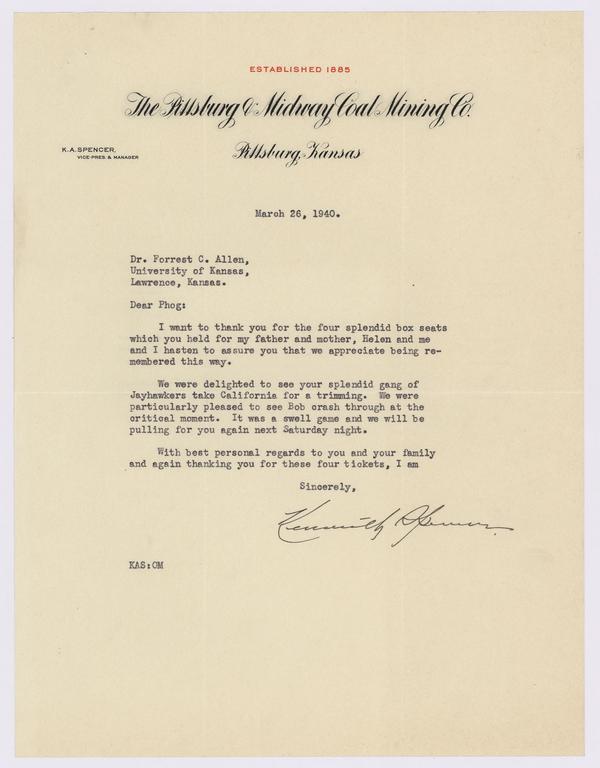 ESTABLISHED 1885
The Pittsburg & Midway Coal Mining Co.
Pittsburg, Kansas
K. A. SPENCER,
VICE-PRES. & MANAGER
March 26, 1940.
Dr. Forrest C. Allen,
University of Kansas,
Lawrence, Kansas.
Dear Phog:
I want to thank you for the four splendid box seats
which you held for my father and mother, Helen and me
and I hasten to assure you that we appreciate being re-
membered this way.
We were delighted to see your splendid gang of
Jayhawkers take California for a trimming. We were
particularly pleased to see Bob crash through at the
critical moment. It was a swell game and we will be
pulling for you again next Saturday night.
With best personal regards to you and your family
and again thanking you for these four tickets, I am
Sincerely,
Kenneth A Spencer.
KAS:OM